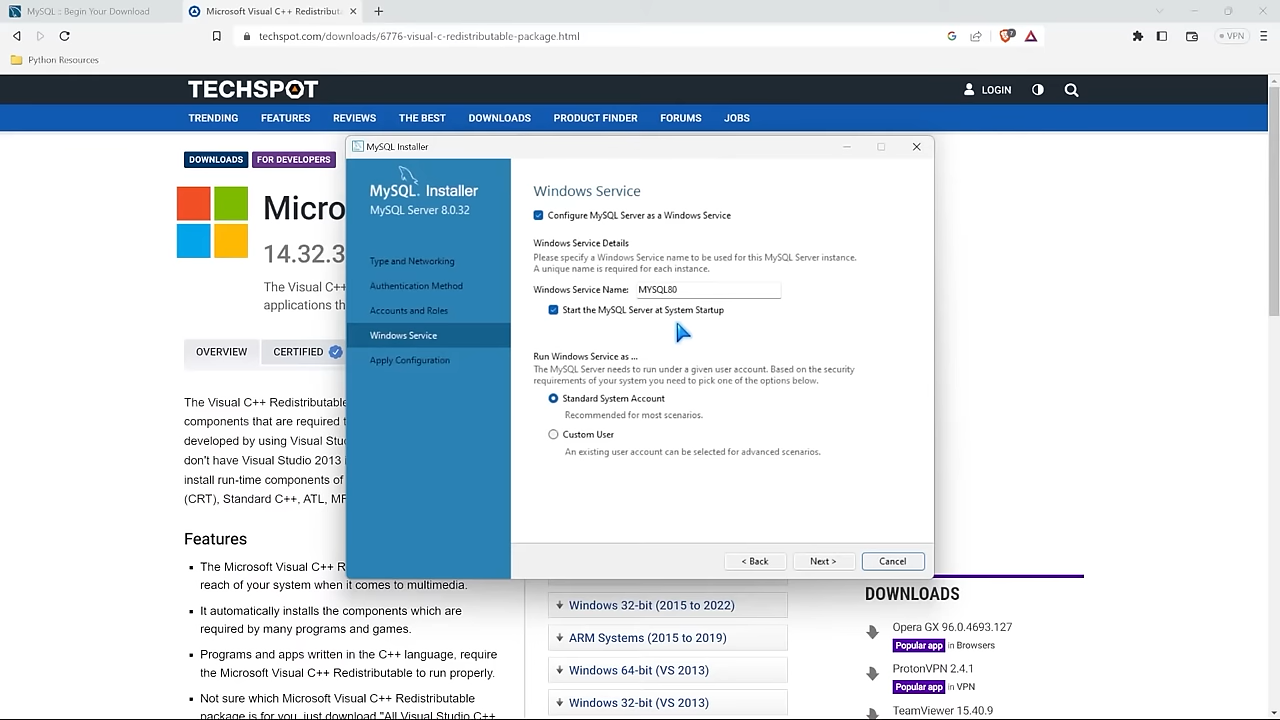 MySQL :: Begin Your Download
Microsoft Visual C++ Redistributab
techspot.com/downloads/6776-visual-c-redistributable-package.html
7
VPN
Python Resources
TECHSPOT
LOGIN
TRENDING
FEATURES
REVIEWS
THE BEST
DOWNLOADS
PRODUCT FINDER
FORUMS
JOBS
DOWNLOADS
FOR DEVELOPERS
Micro
14.32.3
The Visual C++
applications th
OVERVIEW
CERTIFIED
The Visual C++ Redistributable
components that are required t
developed by using Visual Stud
don't have Visual Studio 2013 i
install run-time components of
(CRT), Standard C++, ATL, MF
Features
The Microsoft Visual C++ R
reach of your system when it comes to multimedia.
It automatically installs the components which are
required by many programs and games.
Programs and apps written in the C++ language, require
the Microsoft Visual C++ Redistributable to run properly.
Not sure which Microsoft Visual C++ Redistributable
package is for you, just download "All Visual Studio C++
MySQL Installer
MySQL. Installer
MySQL Server 8.0.32
Type and Networking
Authentication Method
Accounts and Roles
Windows Service
Apply Configuration
Windows Service
Configure MySQL Server as a Windows Service
Windows Service Details
Please specify a Windows Service name to be used for this MySQL Server instance.
A unique name is required for each instance.
Windows Service Name:
MYSQL80
Start the MySQL Server at System Startup
Run Windows Service as ...
The MySQL Server needs to run under a given user account. Based on the security
requirements of your system you need to pick one of the options below.
Standard System Account
Recommended for most scenarios.
Custom User
An existing user account can be selected for advanced scenarios.
< Back
Next >
Cancel
Windows 32-bit (2015 to 2022)
ARM Systems (2015 to 2019)
Windows 64-bit (VS 2013)
Windows 32-bit (VS 2013)
DOWNLOADS
Opera GX 96.0.4693.127
Popular app in Browsers
ProtonVPN 2.4.1
Popular app in VPN
TeamViewer 15.40.9